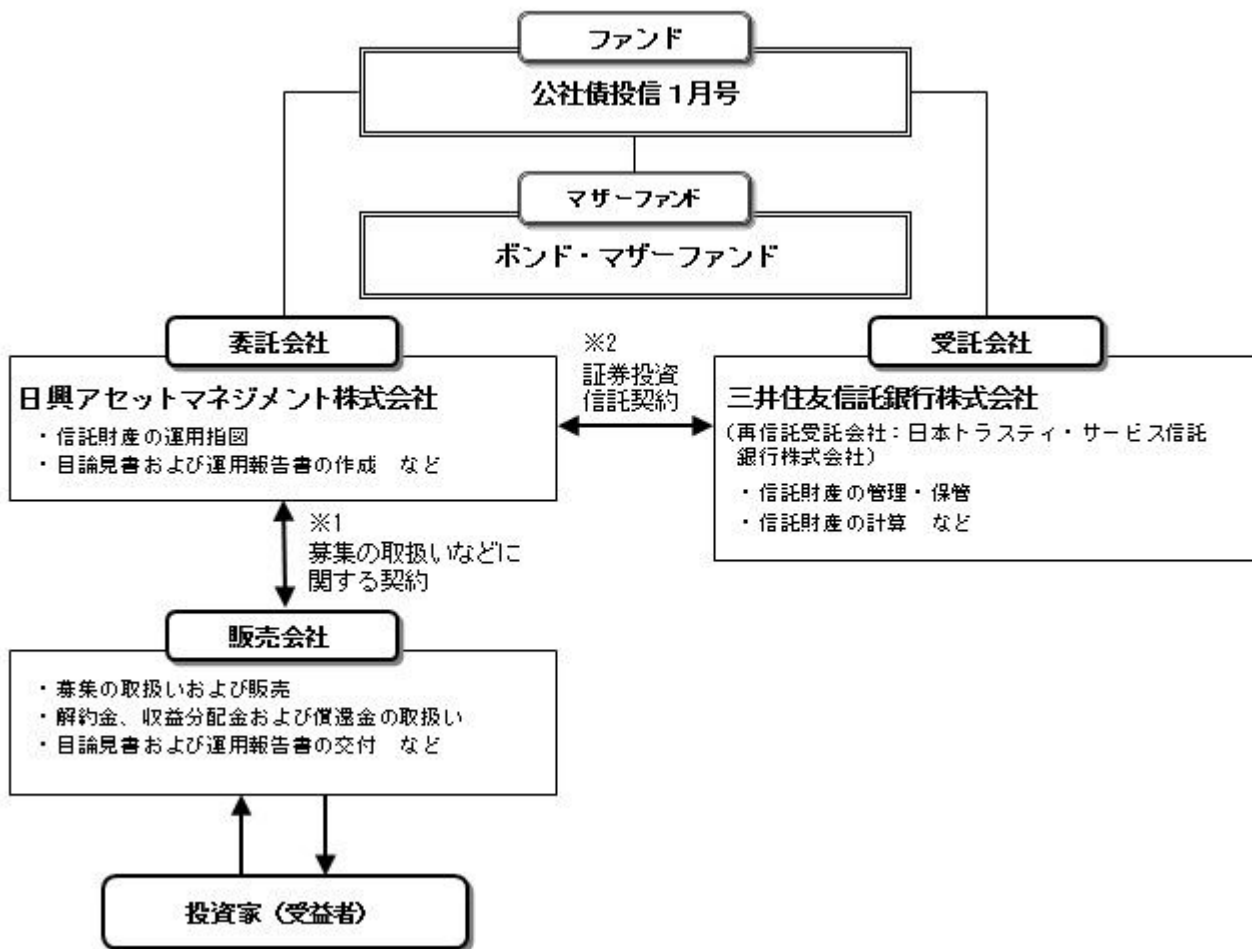 ファンド
公社債投信1月号
マザーファンド
ボンド・マザーファンド
委託会社
日興アセットマネジメント株式会社
・信託財産の運用指図
・目論見書および運用報告書の作成 など
※2
証券投資
信託契約
受託会社
三井住友信託銀行株式会社
(再信託受託会社:日本トラスティ・サービス信託
銀行株式会社)
・信託財産の管理・保管
・信託財産の計算 など
※1
募集の取扱いなどに
関する契約
販売会社
・募集の取扱いおよび販売
・解約金、収益分配金および償還金の取扱い
・目論見書および運用報告書の交付 など
投資家(受益者)